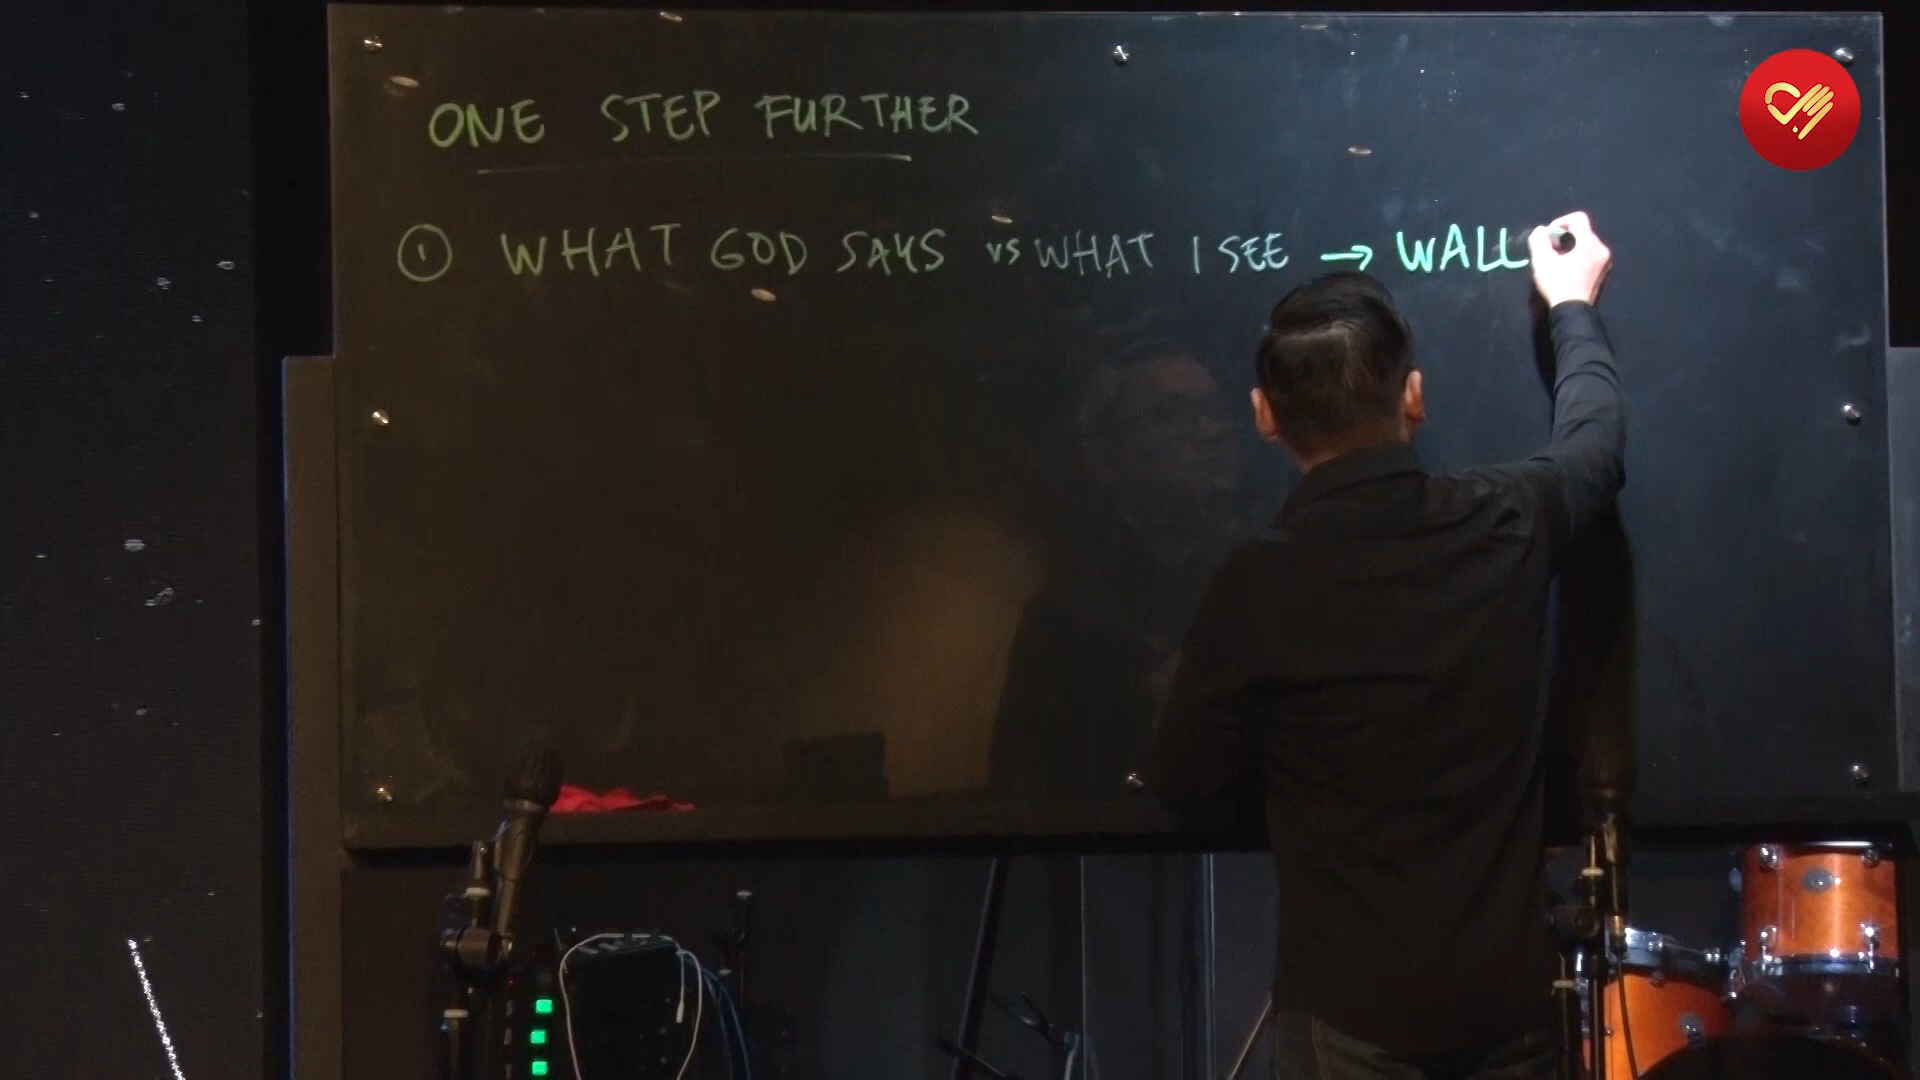 ONE STEP FURTHER
① WHAT GOD SAYS vs WHAT I SEE → WALL